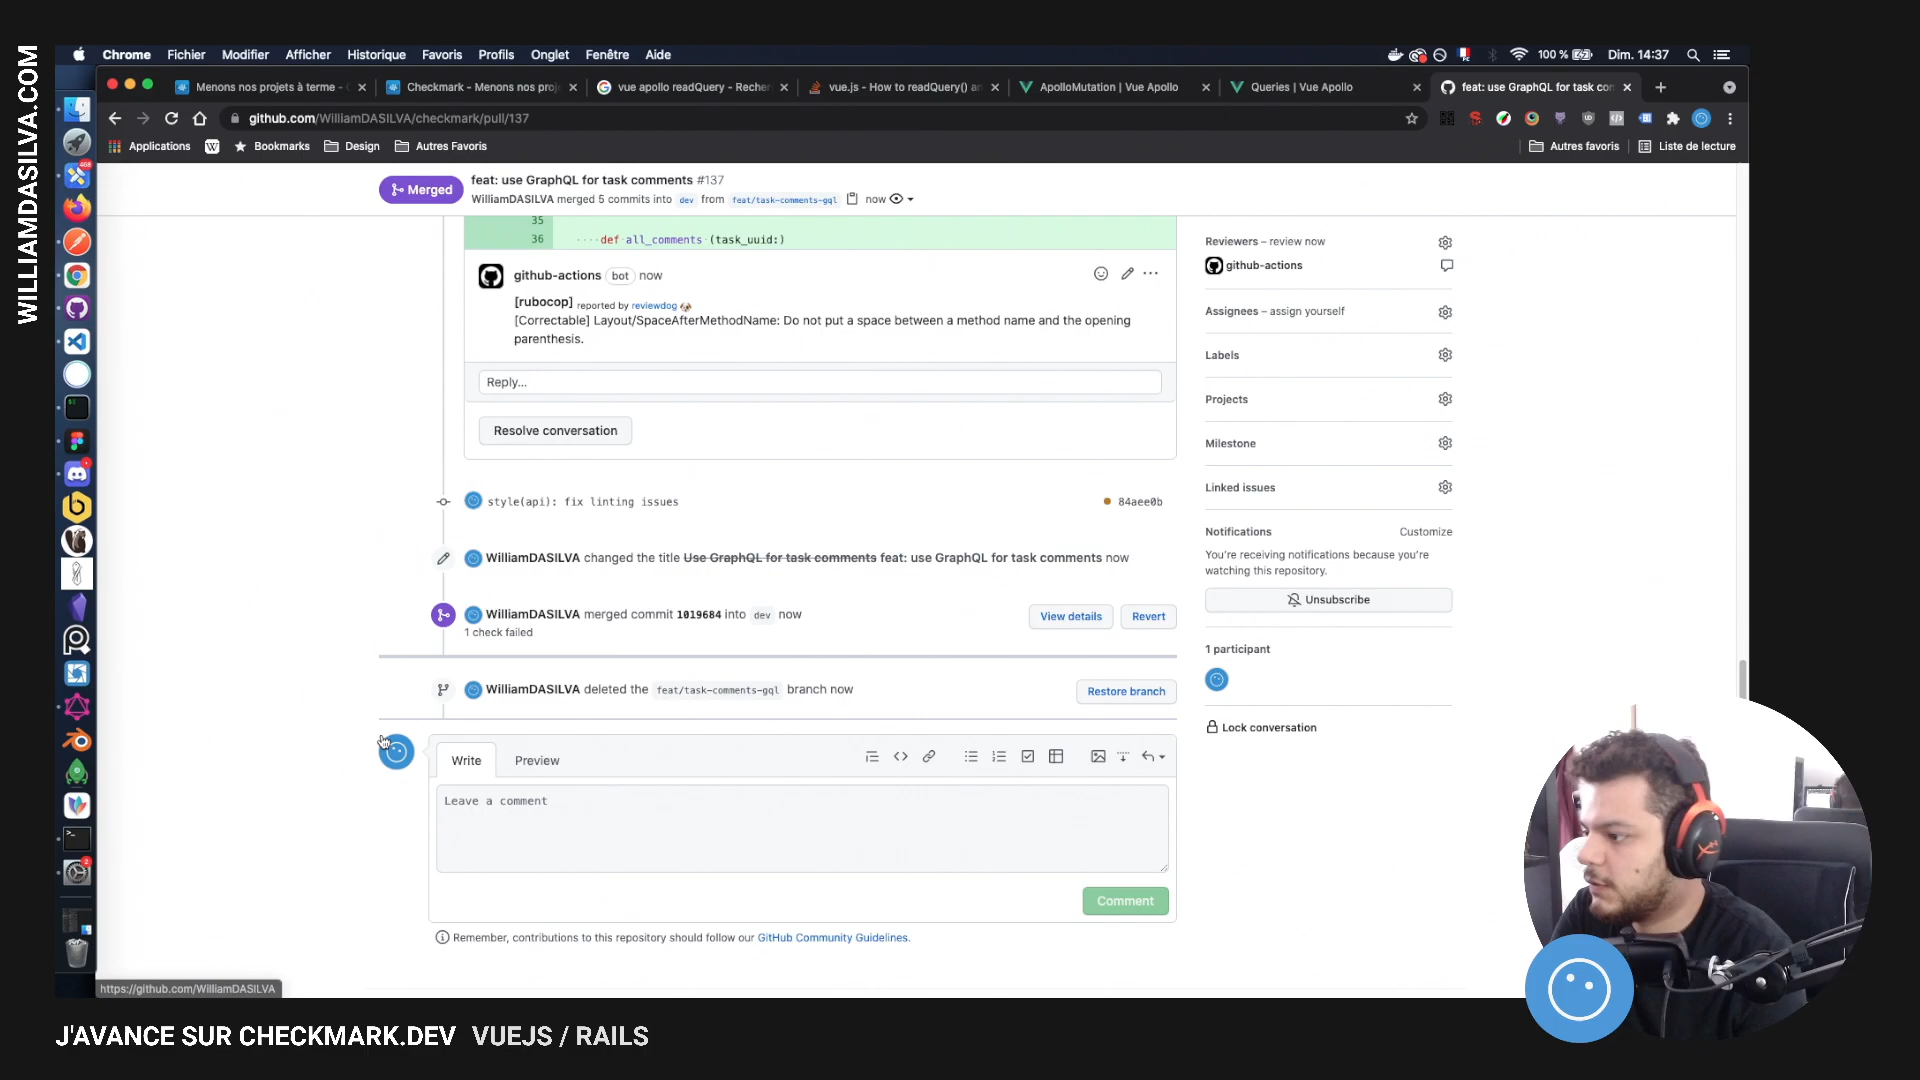 WILLIAMDASILVA.COM
Chrome Fichier Modifier Afficher Historique Favoris Profils Onglet Fenêtre Aide
100 % Dim. 14:37
Menons nos projets à terme -
Checkmark - Menons nos proj
vue apollo readQuery - Recher
vue.js - How to readQuery() an
ApolloMutation | Vue Apollo
Queries | Vue Apollo
feat: use GraphQL for task con
github.com/WilliamDASILVA/checkmark/pull/137
Applications W Bookmarks Design Autres Favoris
Autres favoris Liste de lecture
Merged
feat: use GraphQL for task comments #137
WilliamDASILVA merged 5 commits into dev from feat/task-comments-gql now
35
36 ····def all_comments·(task_uuid:)
github-actions bot now
[rubocop] reported by reviewdog
[Correctable] Layout/SpaceAfterMethodName: Do not put a space between a method name and the opening
parenthesis.
Reply...
Resolve conversation
style(api): fix linting issues 84aee0b
WilliamDASILVA changed the title Use GraphQL for task comments feat: use GraphQL for task comments now
WilliamDASILVA merged commit 1019684 into dev now
1 check failed
View details
Revert
WilliamDASILVA deleted the feat/task-comments-gql branch now
Restore branch
Write Preview
Leave a comment
Comment
Remember, contributions to this repository should follow our GitHub Community Guidelines.
Reviewers – review now
github-actions
Assignees – assign yourself
Labels
Projects
Milestone
Linked issues
Notifications Customize
You're receiving notifications because you're
watching this repository.
Unsubscribe
1 participant
Lock conversation
https://github.com/WilliamDASILVA
J'AVANCE SUR CHECKMARK.DEV VUEJS / RAILS